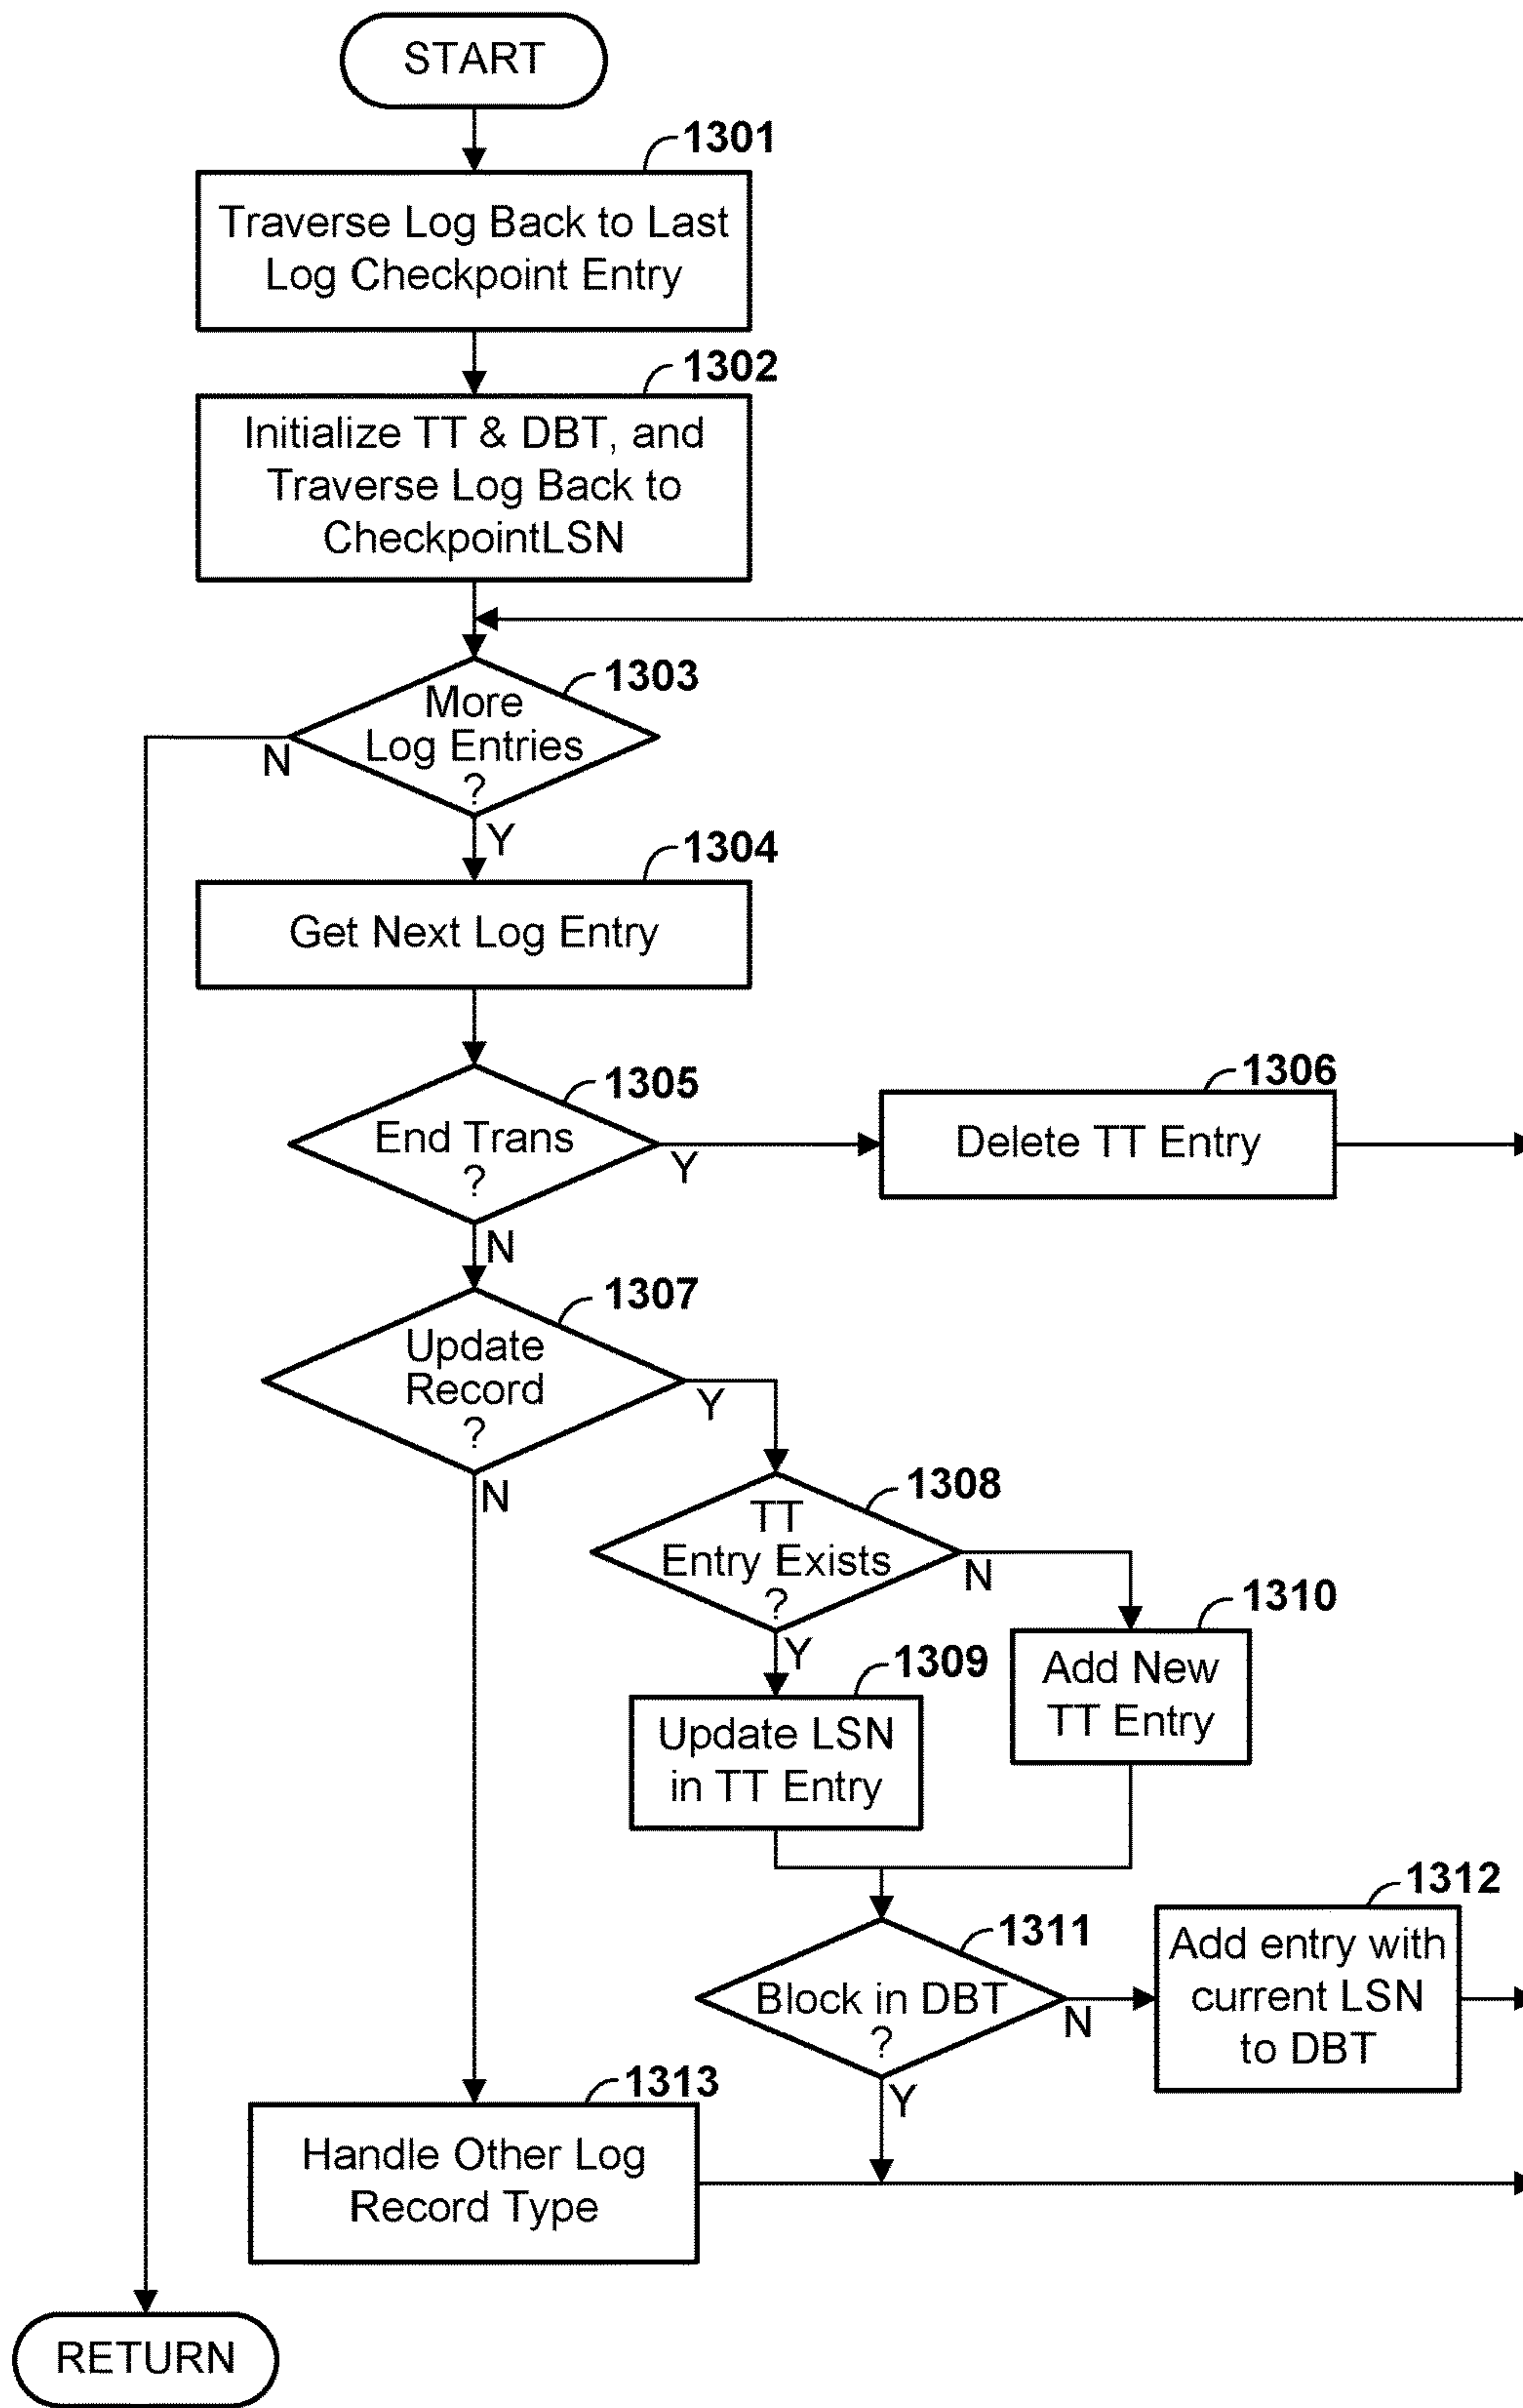 START
1301
Traverse Log Back to Last
Log Checkpoint Entry
1302
Initialize TT & DBT, and
Traverse Log Back to
CheckpointLSN
1303
More
Log Entries
?
N
Y
1304
Get Next Log Entry
1305
End Trans
?
Y
N
1306
Delete TT Entry
1307
Update
Record
?
Y
N
1308
TT
Entry Exists
?
N
Y
1309
Update LSN
in TT Entry
1310
Add New
TT Entry
1311
Block in DBT
?
N
Y
1312
Add entry with
current LSN
to DBT
1313
Handle Other Log
Record Type
RETURN